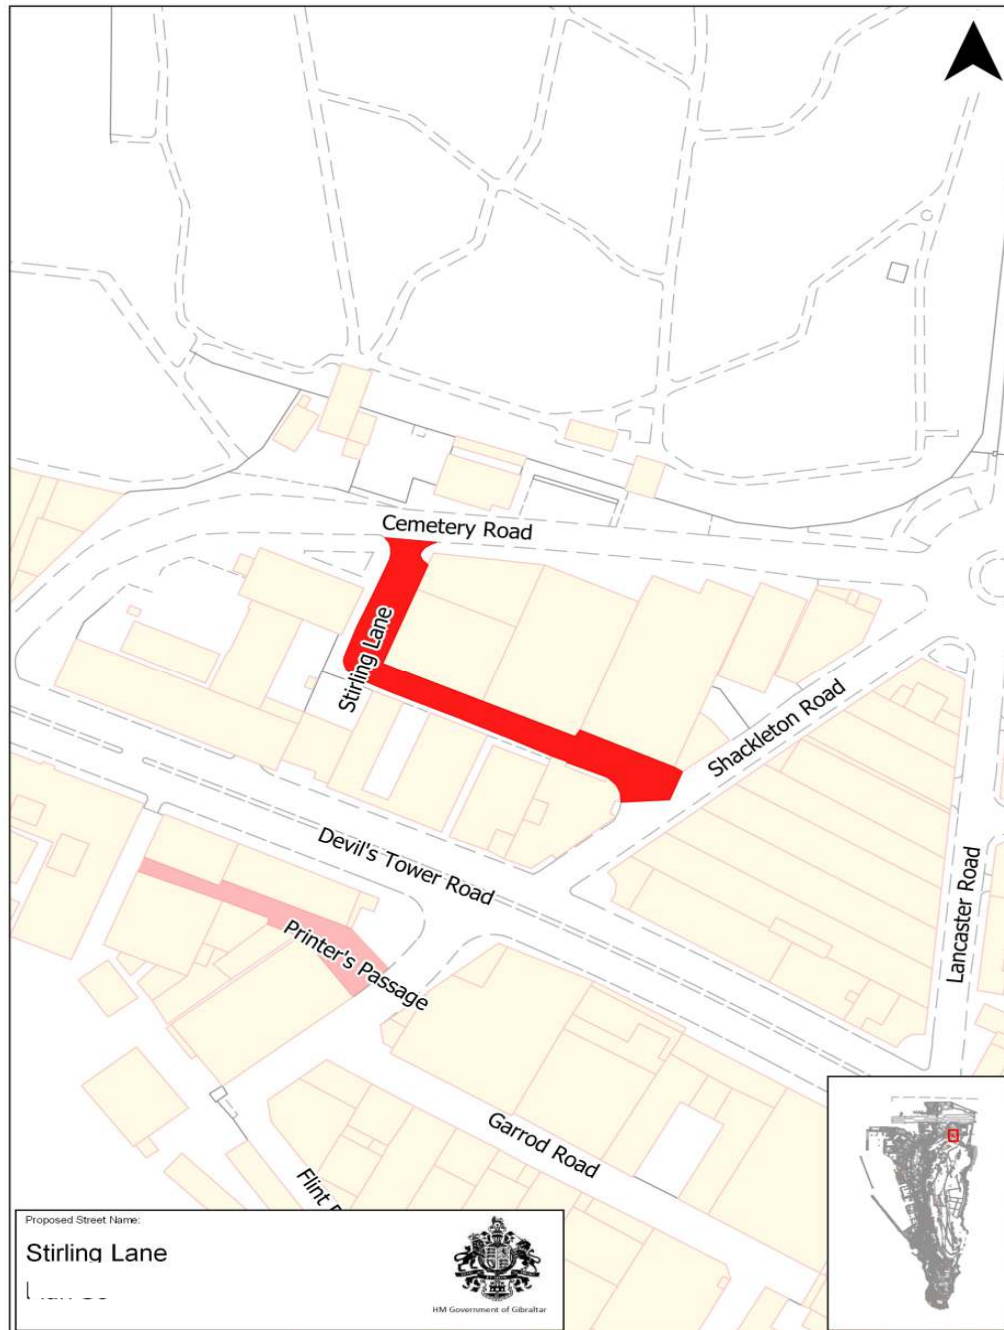 Cemetery Road
Stirling Lane
Shackleton Road
Devil's Tower Road
Lancaster Road
Printer's Passage
Garrod Road
Flint
Proposed Street Name:
Stirling Lane
HM Government of Gibraltar